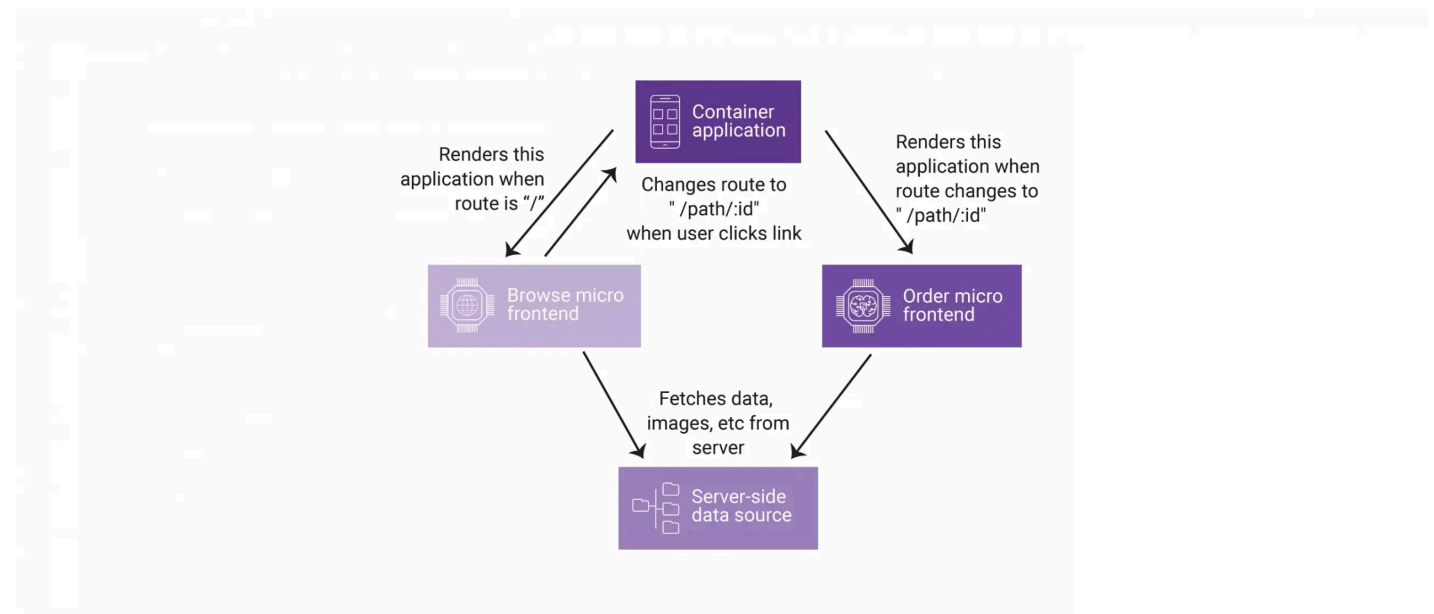 Container
application
Renders this
application when
route is “/”
Changes route to
" /path/:id"
when user clicks link
Renders this
application when
route changes to
" /path/:id"
Browse micro
frontend
Order micro
frontend
Fetches data,
images, etc from
server
Server-side
data source